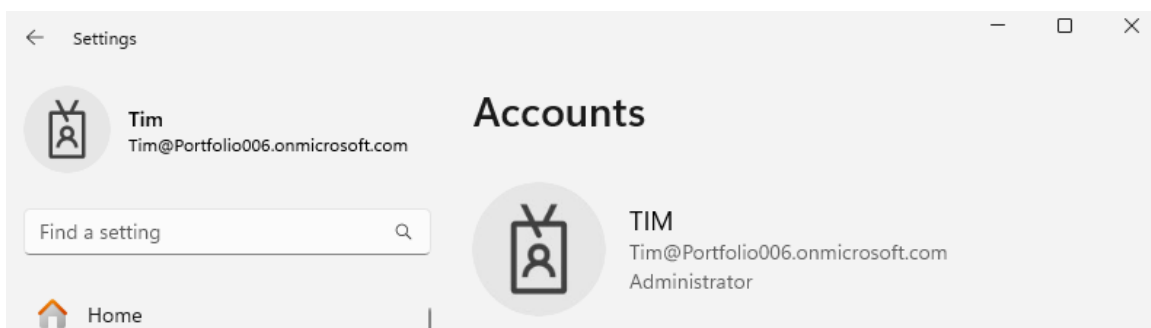 Settings
Tim
Tim@Portfolio006.onmicrosoft.com
Find a setting
Home
Accounts
TIM
Tim@Portfolio006.onmicrosoft.com
Administrator